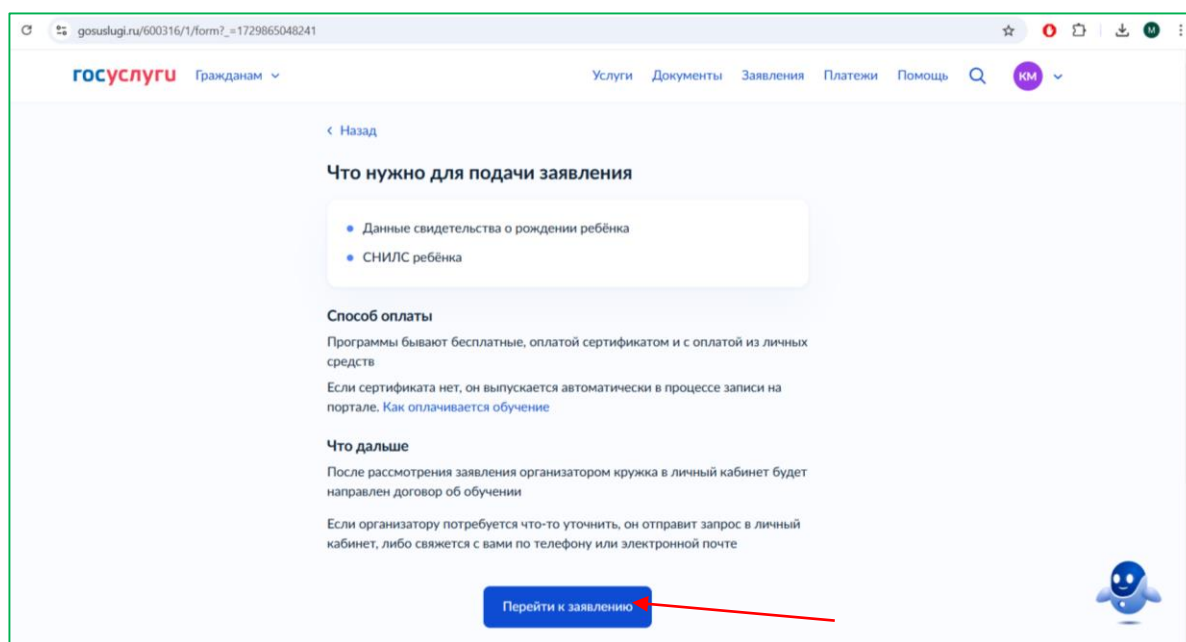 gosuslugi.ru/600316/1/form?_=1729865048241
М
госуслуги Гражданам Услуги Документы Заявления Платежи Помощь КМ
Назад
Что нужно для подачи заявления
Данные свидетельства о рождении ребёнка
СНИЛС ребёнка
Способ оплаты
Программы бывают бесплатные, оплатой сертификатом и с оплатой из личных
средств
Если сертификата нет, он выпускается автоматически в процессе записи на
портале. Как оплачивается обучение
Что дальше
После рассмотрения заявления организатором кружка в личный кабинет будет
направлен договор об обучении
Если организатору потребуется что-то уточнить, он отправит запрос в личный
кабинет, либо свяжется с вами по телефону или электронной почте
Перейти к заявлению